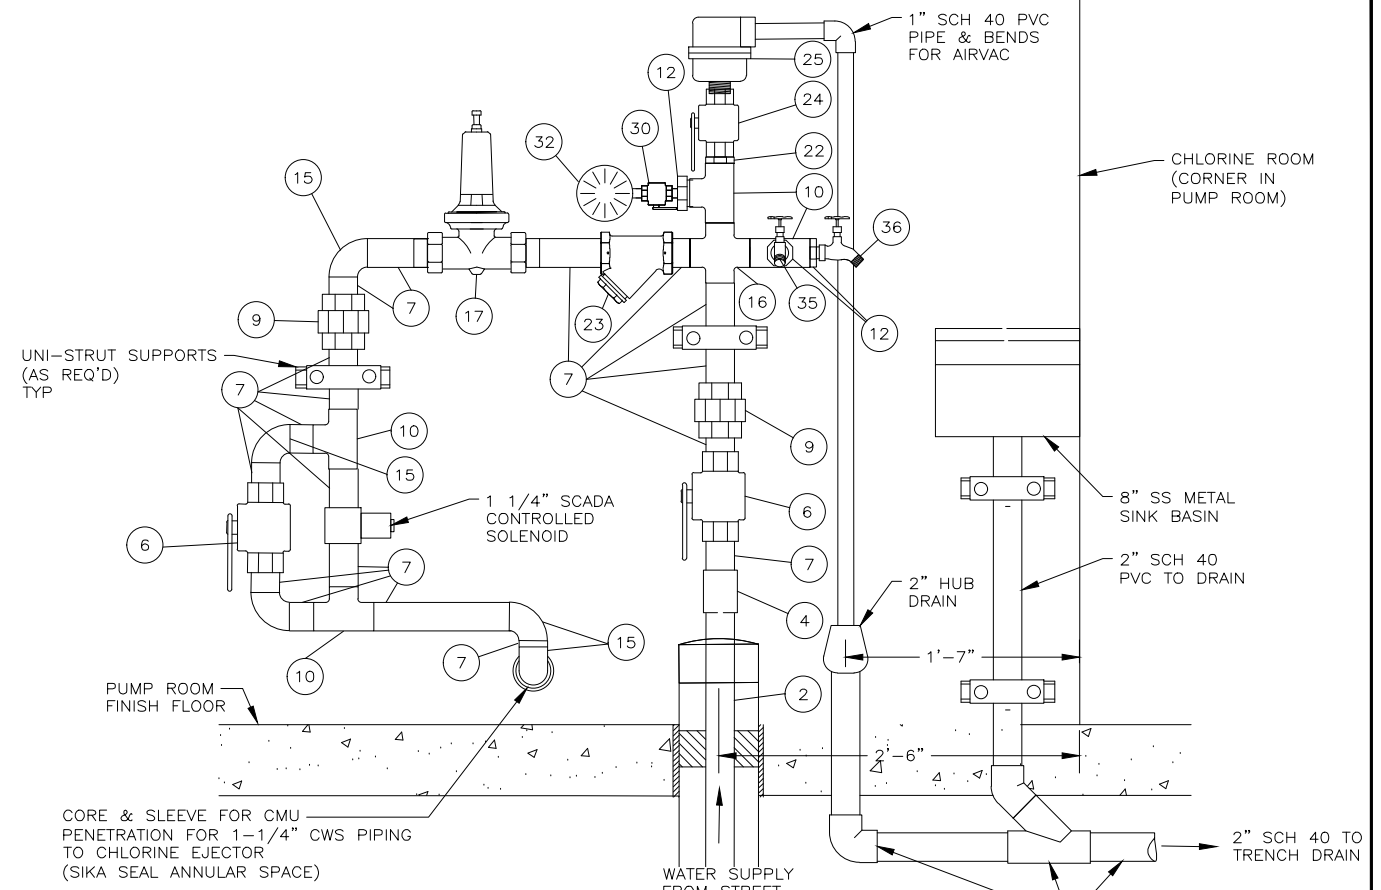 1" SCH 40 PVC
PIPE & BENDS
FOR AIRVAC
25
12
24
30
32
22
CHLORINE ROOM
(CORNER IN
PUMP ROOM)
15
10
10
36
7
17
16
35
9
23
12
UNI-STRUT SUPPORTS
(AS REQ'D)
TYP
7
7
10
9
15
1 1/4" SCADA
CONTROLLED
SOLENOID
8" SS METAL
SINK BASIN
6
6
7
7
2" SCH 40
PVC TO DRAIN
2" HUB
DRAIN
4
15
7
1'-7"
10
2
PUMP ROOM
FINISH FLOOR
2'-6"
CORE & SLEEVE FOR CMU
PENETRATION FOR 1-1/4" CWS PIPING
TO CHLORINE EJECTOR
(SIKA SEAL ANNULAR SPACE)
2" SCH 40 TO
TRENCH DRAIN
WATER SUPPLY
FROM STREET